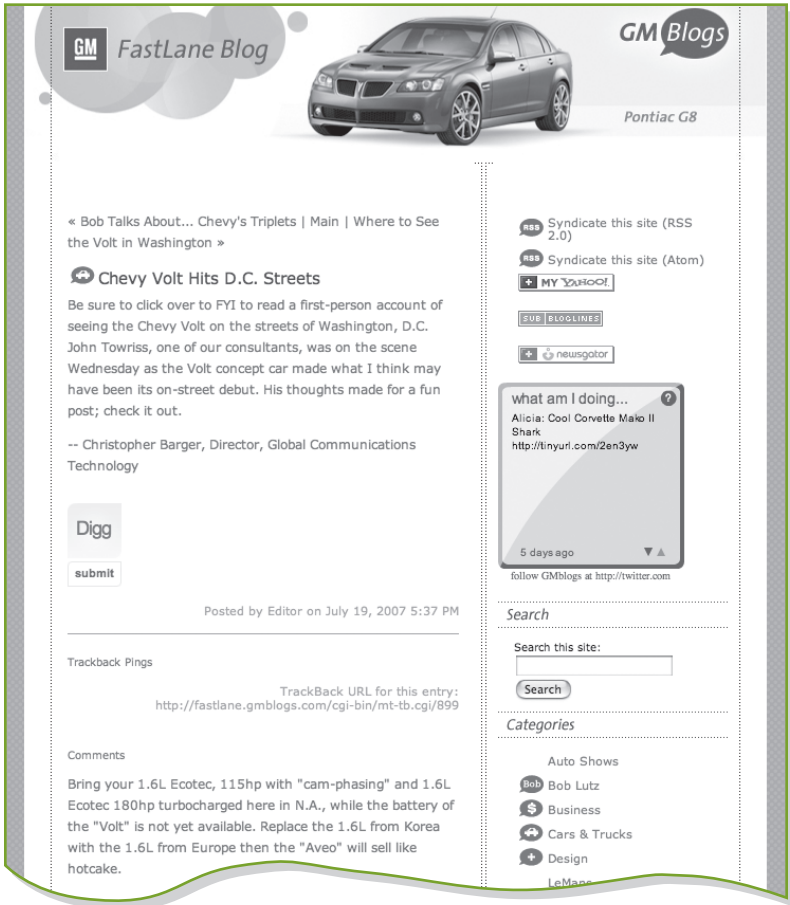 GM FastLane Blog
GM Blogs
Pontiac G8
« Bob Talks About... Chevy's Triplets | Main | Where to See
the Volt in Washington »
Chevy Volt Hits D.C. Streets
Be sure to click over to FYI to read a first-person account of
seeing the Chevy Volt on the streets of Washington, D.C.
John Towriss, one of our consultants, was on the scene
Wednesday as the Volt concept car made what I think may
have been its on-street debut. His thoughts made for a fun
post; check it out.
-- Christopher Barger, Director, Global Communications
Technology
Digg
submit
Posted by Editor on July 19, 2007 5:37 PM
Trackback Pings
TrackBack URL for this entry:
http://fastlane.gmblogs.com/cgi-bin/mt-tb.cgi/899
Comments
Bring your 1.6L Ecotec, 115hp with "cam-phasing" and 1.6L
Ecotec 180hp turbocharged here in N.A., while the battery of
the "Volt" is not yet available. Replace the 1.6L from Korea
with the 1.6L from Europe then the "Aveo" will sell like
hotcake.
RSS Syndicate this site (RSS
2.0)
RSS Syndicate this site (Atom)
+ MY YAHOO!
SUB BLOGLINES
+ newsgator
what am I doing... ?
Alicia: Cool Corvette Mako II
Shark
http://tinyurl.com/2en3yw
5 days ago
follow GMblogs at http://twitter.com
Search
Search this site:
Search
Categories
Auto Shows
Bob Bob Lutz
$ Business
Cars & Trucks
+ Design
LeMans